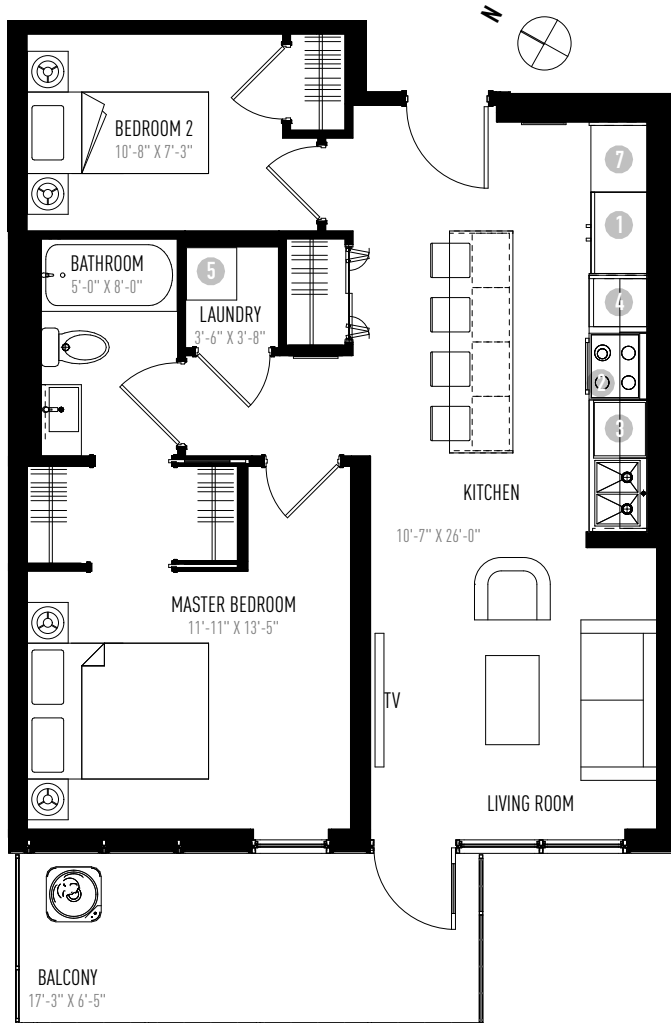 N
BEDROOM 2
10'-8" X 7'-3"
7
1
BATHROOM
5'-0" X 8'-0"
5
LAUNDRY
3'-6" X 3'-8"
4
3
KITCHEN
10'-7" X 26'-0"
MASTER BEDROOM
11'-11" X 13'-5"
TV
LIVING ROOM
BALCONY
17'-3" X 6'-5"